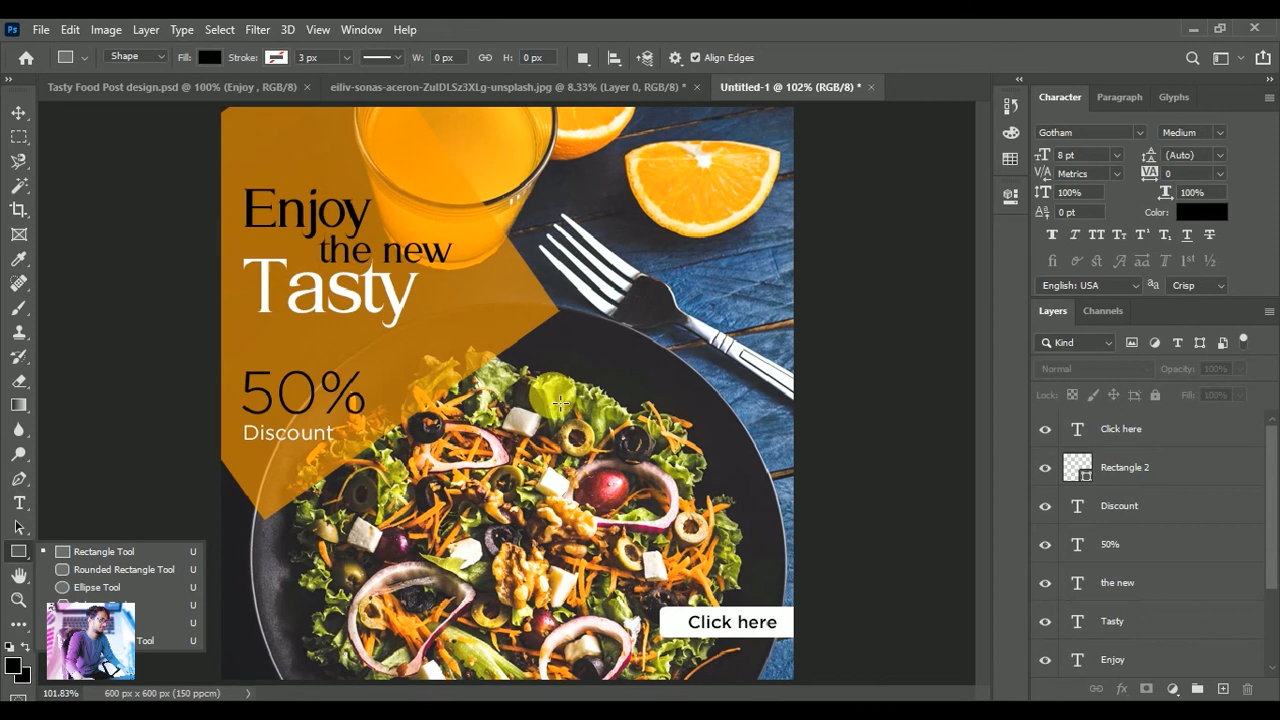 Ps File Edit Image Layer Type Select Filter 3D View Window Help
Shape Fill: Stroke: 3 px W: 0 px H: 0 px Align Edges
Tasty Food Post design.psd @ 100% (Enjoy , RGB/8) × eiliv-sonas-aceron-ZuIDLSz3XLg-unsplash.jpg @ 8.33% (Layer 0, RGB/8) * × Untitled-1 @ 102% (RGB/8) * ×
Character Paragraph Glyphs
Gotham Medium
8 pt (Auto)
Metrics 0
100% 100%
0 pt Color:
English: USA Crisp
Layers Channels
Kind
Normal Opacity: 100%
Lock: Fill: 100%
Click here
Rectangle 2
Discount
50%
the new
Tasty
Enjoy
Enjoy
the new
Tasty
50%
Discount
Click here
Rectangle Tool U
Rounded Rectangle Tool U
Ellipse Tool U
U
U
Tool U
101.83% 600 px x 600 px (150 ppcm)